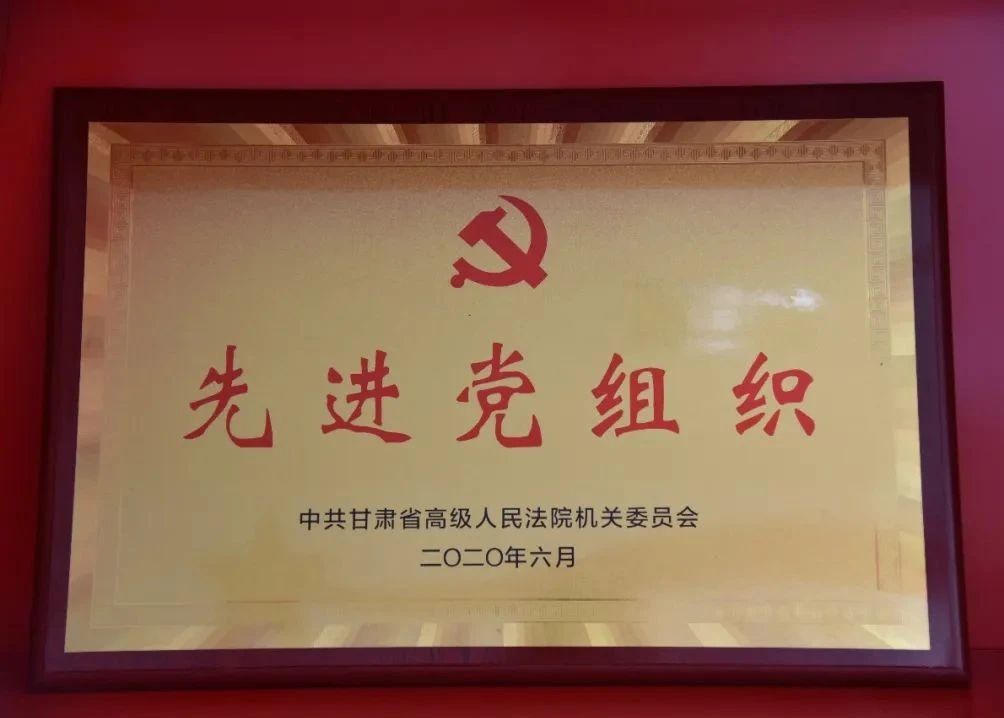 先进党组织
中共甘肃省高级人民法院机关委员会
二〇二〇年六月